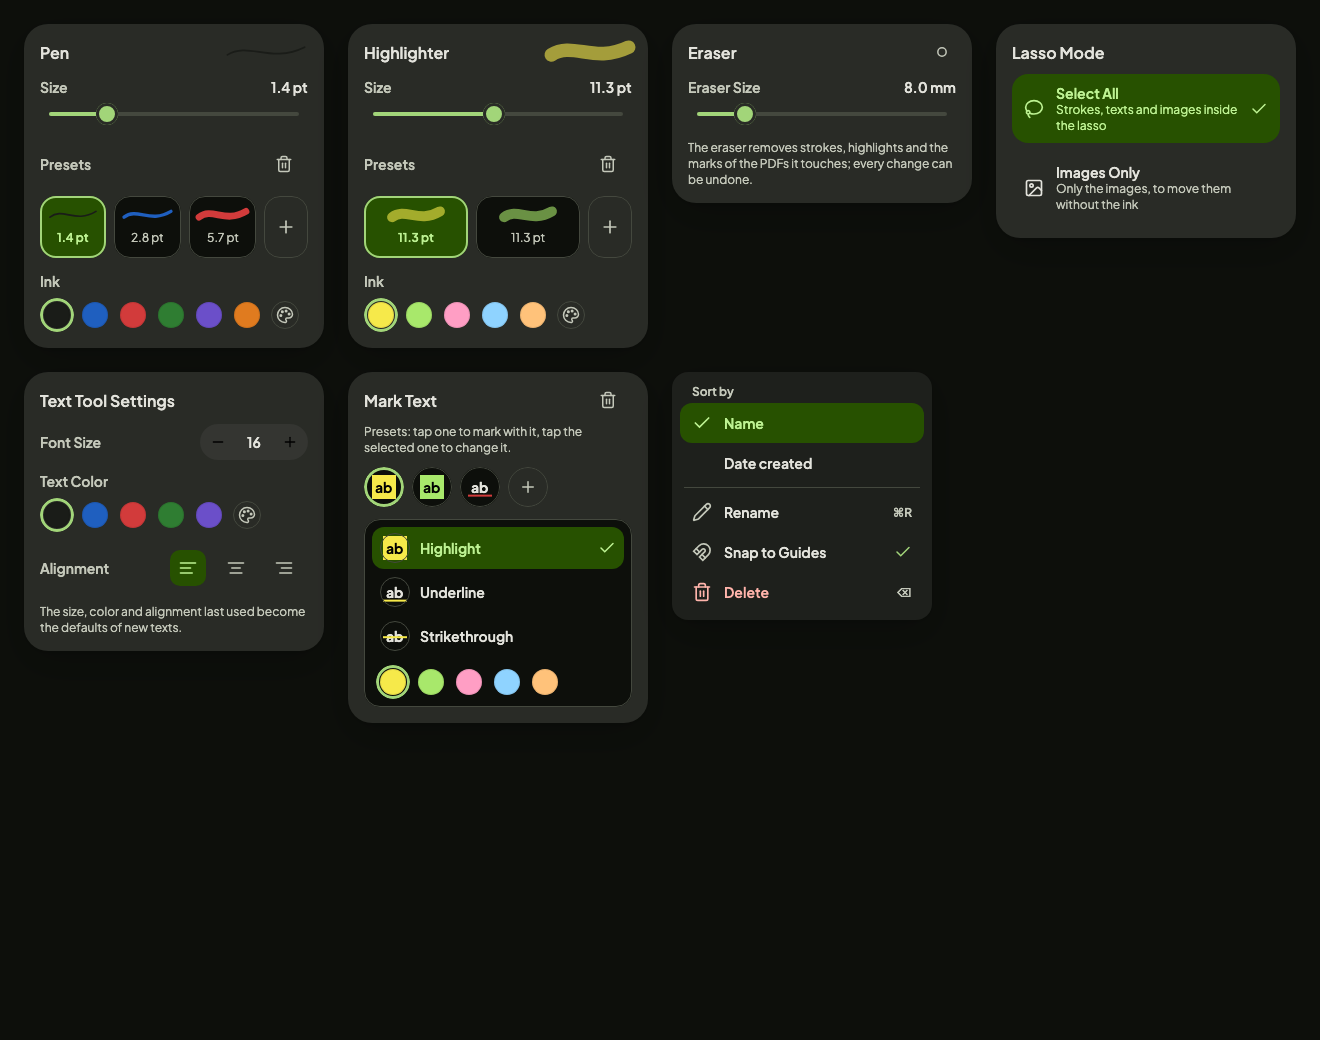 Pen
Size
1.4 pt
Presets
1.4 pt
2.8 pt
5.7 pt
Ink
Highlighter
Size
11.3 pt
Presets
11.3 pt
11.3 pt
Ink
Eraser
Eraser Size
8.0 mm
The eraser removes strokes, highlights and the
marks of the PDFs it touches; every change can
be undone.
Lasso Mode
Select All
Strokes, texts and images inside
the lasso
Images Only
Only the images, to move them
without the ink
Text Tool Settings
Font Size
− 16 +
Text Color
Alignment
The size, color and alignment last used become
the defaults of new texts.
Mark Text
Presets: tap one to mark with it, tap the
selected one to change it.
ab ab ab
ab Highlight
ab Underline
ab Strikethrough
Sort by
Name
Date created
Rename ⌘R
Snap to Guides
Delete ⌫